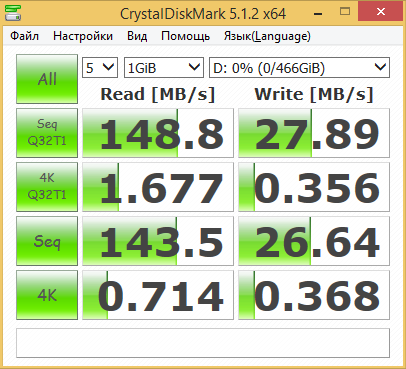 CrystalDiskMark 5.1.2 x64
Файл Настройки Вид Помощь Язык(Language)
All 5 1GiB D: 0% (0/466GiB)
Read [MB/s] Write [MB/s]
Seq Q32T1 148.8 27.89
4K Q32T1 1.677 0.356
Seq 143.5 26.64
4K 0.714 0.368